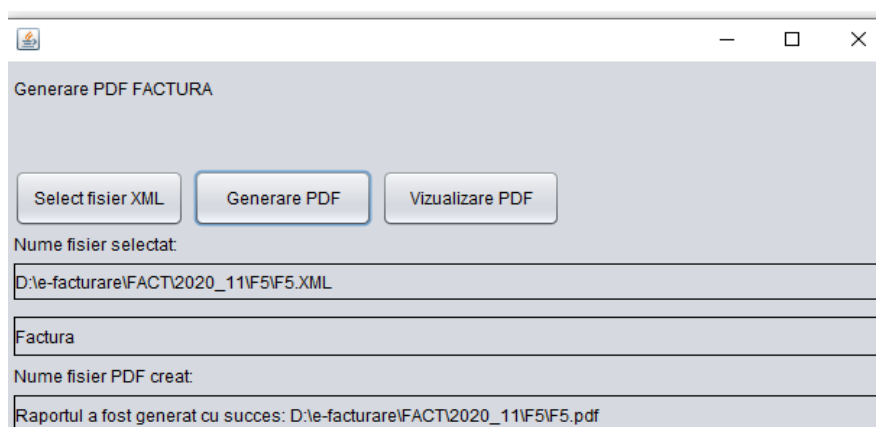 Generare PDF FACTURA
Select fisier XML Generare PDF Vizualizare PDF
Nume fisier selectat:
D:\e-facturare\FACT\2020_11\F5\F5.XML
Factura
Nume fisier PDF creat:
Raportul a fost generat cu succes: D:\e-facturare\FACT\2020_11\F5\F5.pdf